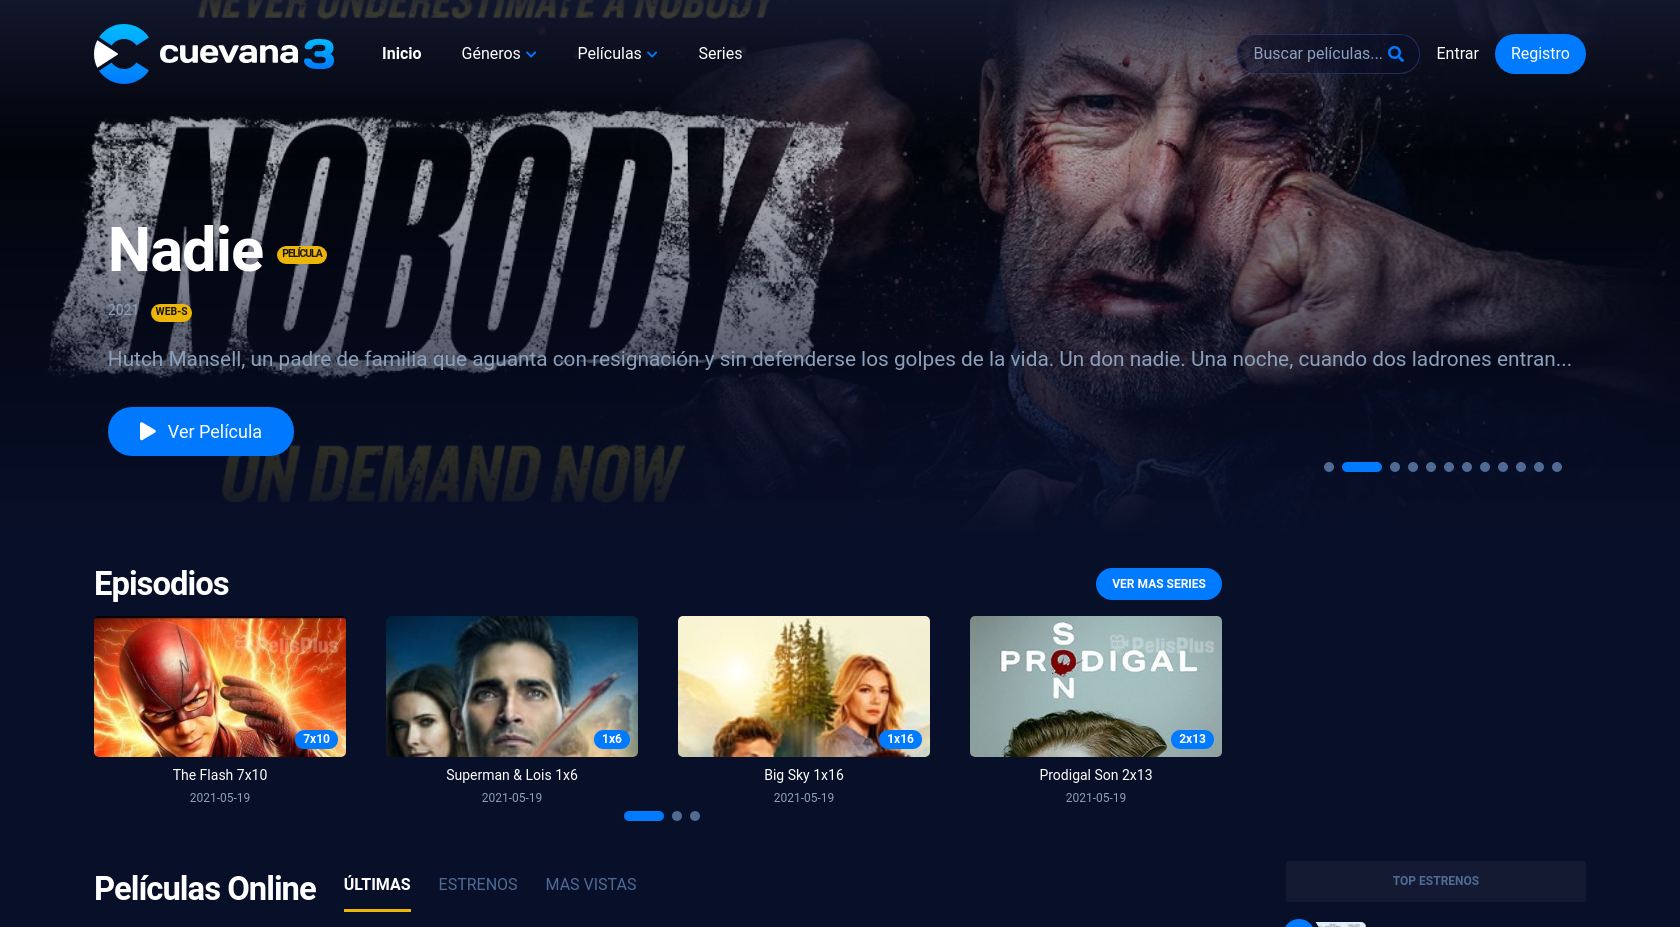 NEVER UNDERESTIMATE A NOBODY
cuevana 3
Inicio
Géneros
Películas
Series
Buscar películas...
Entrar
Registro
NOBODY
Nadie
PELÍCULA
2021
WEB-S
Hutch Mansell, un padre de familia que aguanta con resignación y sin defenderse los golpes de la vida. Un don nadie. Una noche, cuando dos ladrones entran...
Ver Película
ON DEMAND NOW
Episodios
VER MAS SERIES
PelisPlus
7x10
1x6
1x16
PelisPlus
PRODIGAL
SON
2x13
The Flash 7x10
Superman & Lois 1x6
Big Sky 1x16
Prodigal Son 2x13
2021-05-19
2021-05-19
2021-05-19
2021-05-19
Películas Online
ÚLTIMAS
ESTRENOS
MAS VISTAS
TOP ESTRENOS